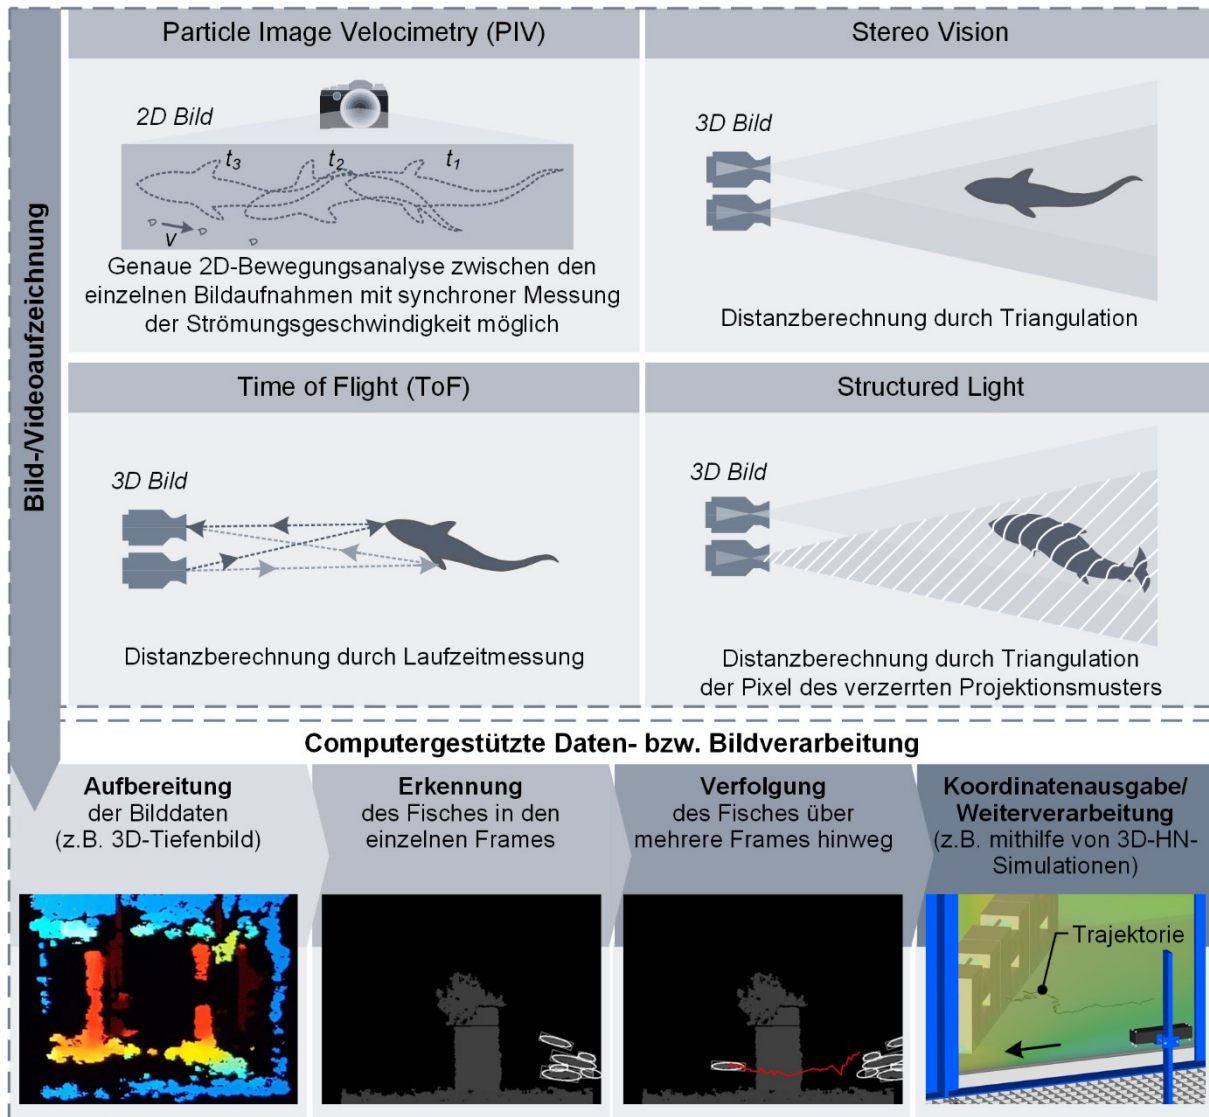 Bild-/Videoaufzeichnung
Particle Image Velocimetry (PIV)
2D Bild
t3
t2
t1
v
Genaue 2D-Bewegungsanalyse zwischen den
einzelnen Bildaufnahmen mit synchroner Messung
der Strömungsgeschwindigkeit möglich
Stereo Vision
3D Bild
Distanzberechnung durch Triangulation
Time of Flight (ToF)
3D Bild
Distanzberechnung durch Laufzeitmessung
Structured Light
3D Bild
Distanzberechnung durch Triangulation
der Pixel des verzerrten Projektionsmusters
Computergestützte Daten- bzw. Bildverarbeitung
Aufbereitung
der Bilddaten
(z.B. 3D-Tiefenbild)
Erkennung
des Fisches in den
einzelnen Frames
Verfolgung
des Fisches über
mehrere Frames hinweg
Koordinatenausgabe/
Weiterverarbeitung
(z.B. mithilfe von 3D-HN-
Simulationen)
Trajektorie